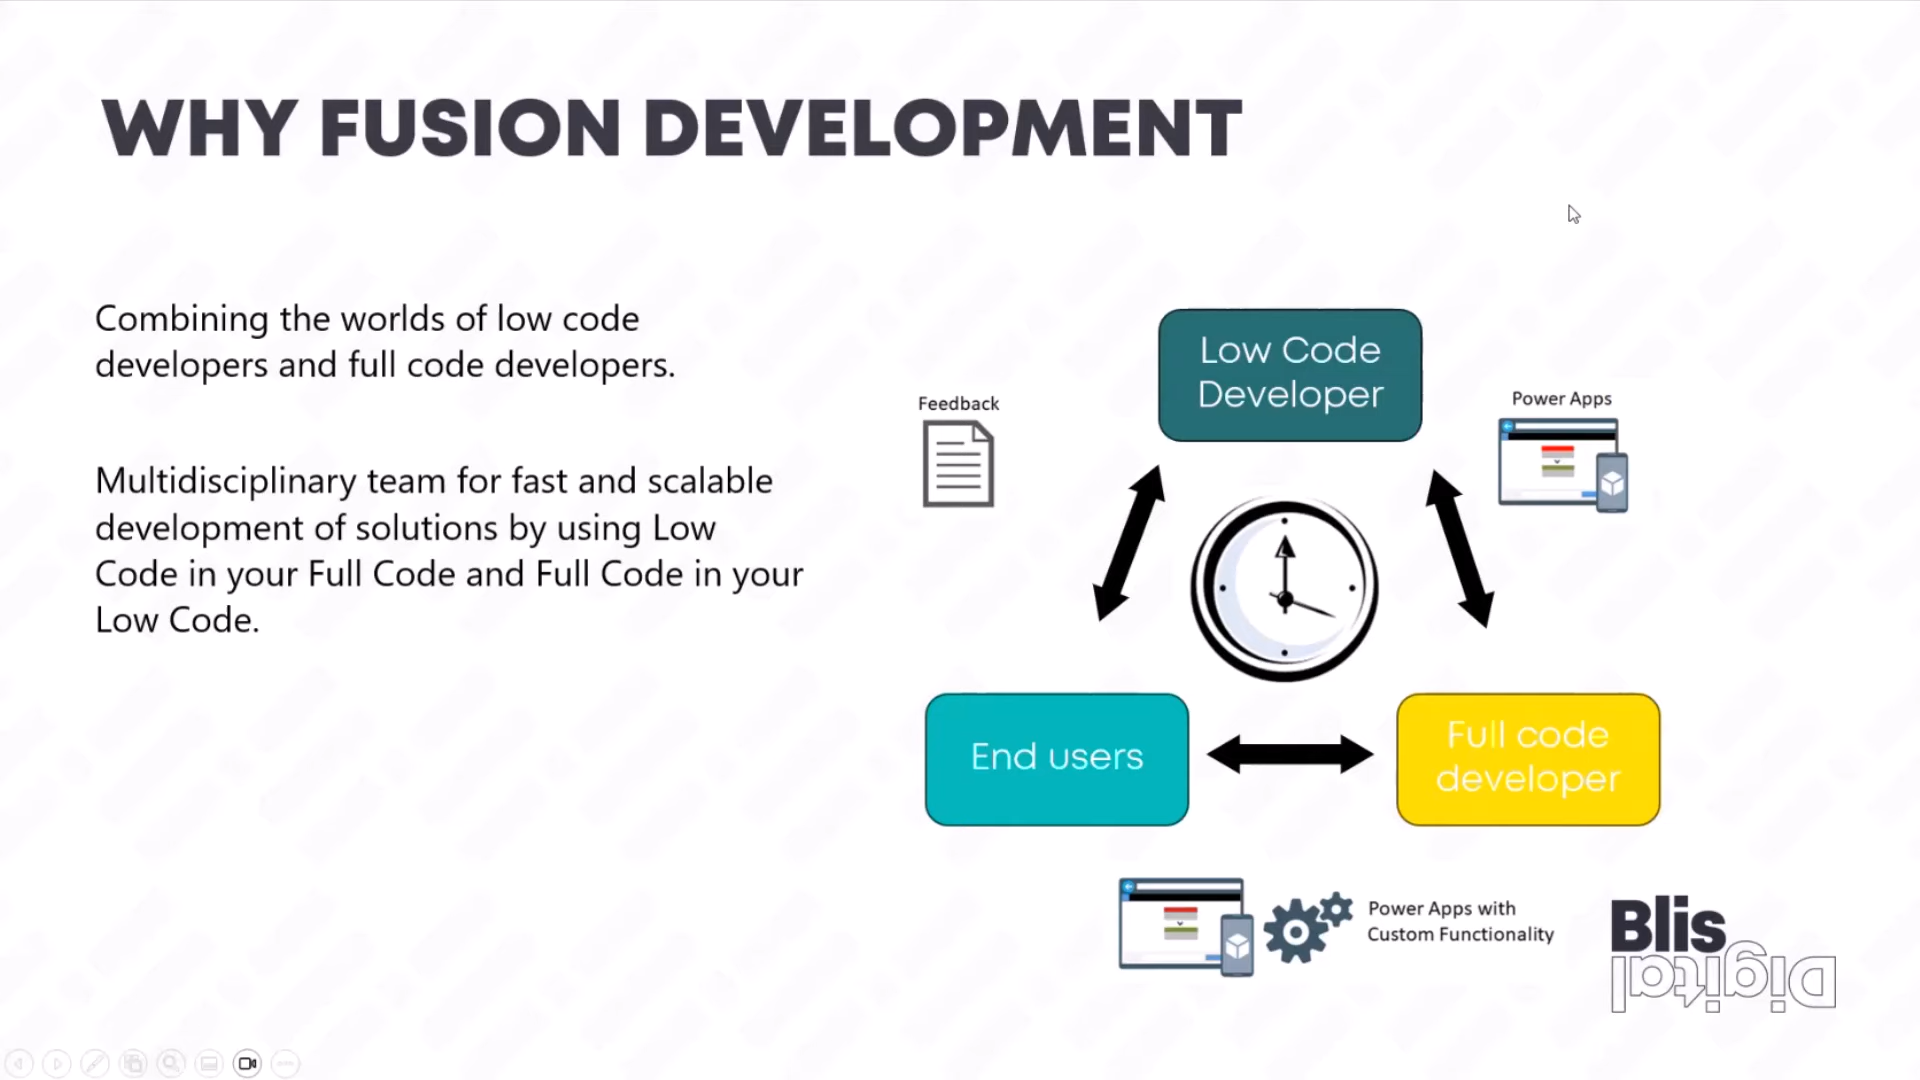 WHY FUSION DEVELOPMENT
Combining the worlds of low code
developers and full code developers.
Multidisciplinary team for fast and scalable
development of solutions by using Low
Code in your Full Code and Full Code in your
Low Code.
Feedback
Low Code
Developer
Power Apps
End users
Full code
developer
Power Apps with
Custom Functionality
Blis
Digital